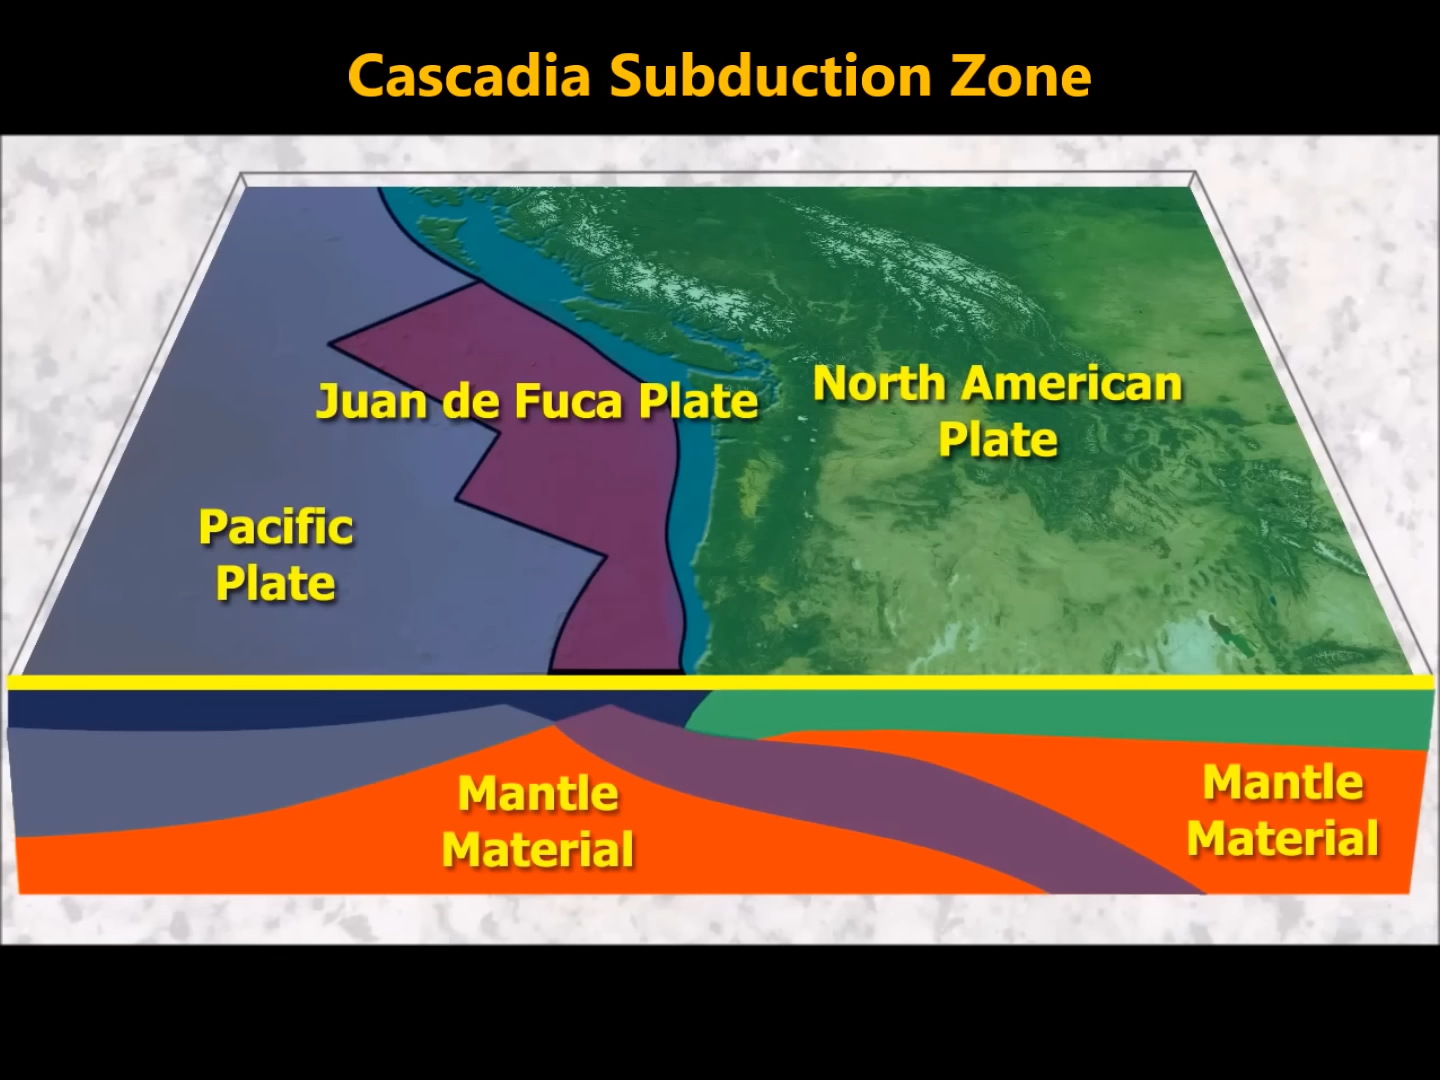 Cascadia Subduction Zone
Juan de Fuca Plate
North American
Plate
Pacific
Plate
Mantle
Material
Mantle
Material